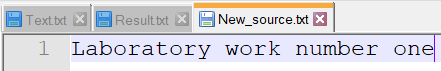 Text.txt Result.txt New_source.txt
1 Laboratory work number one